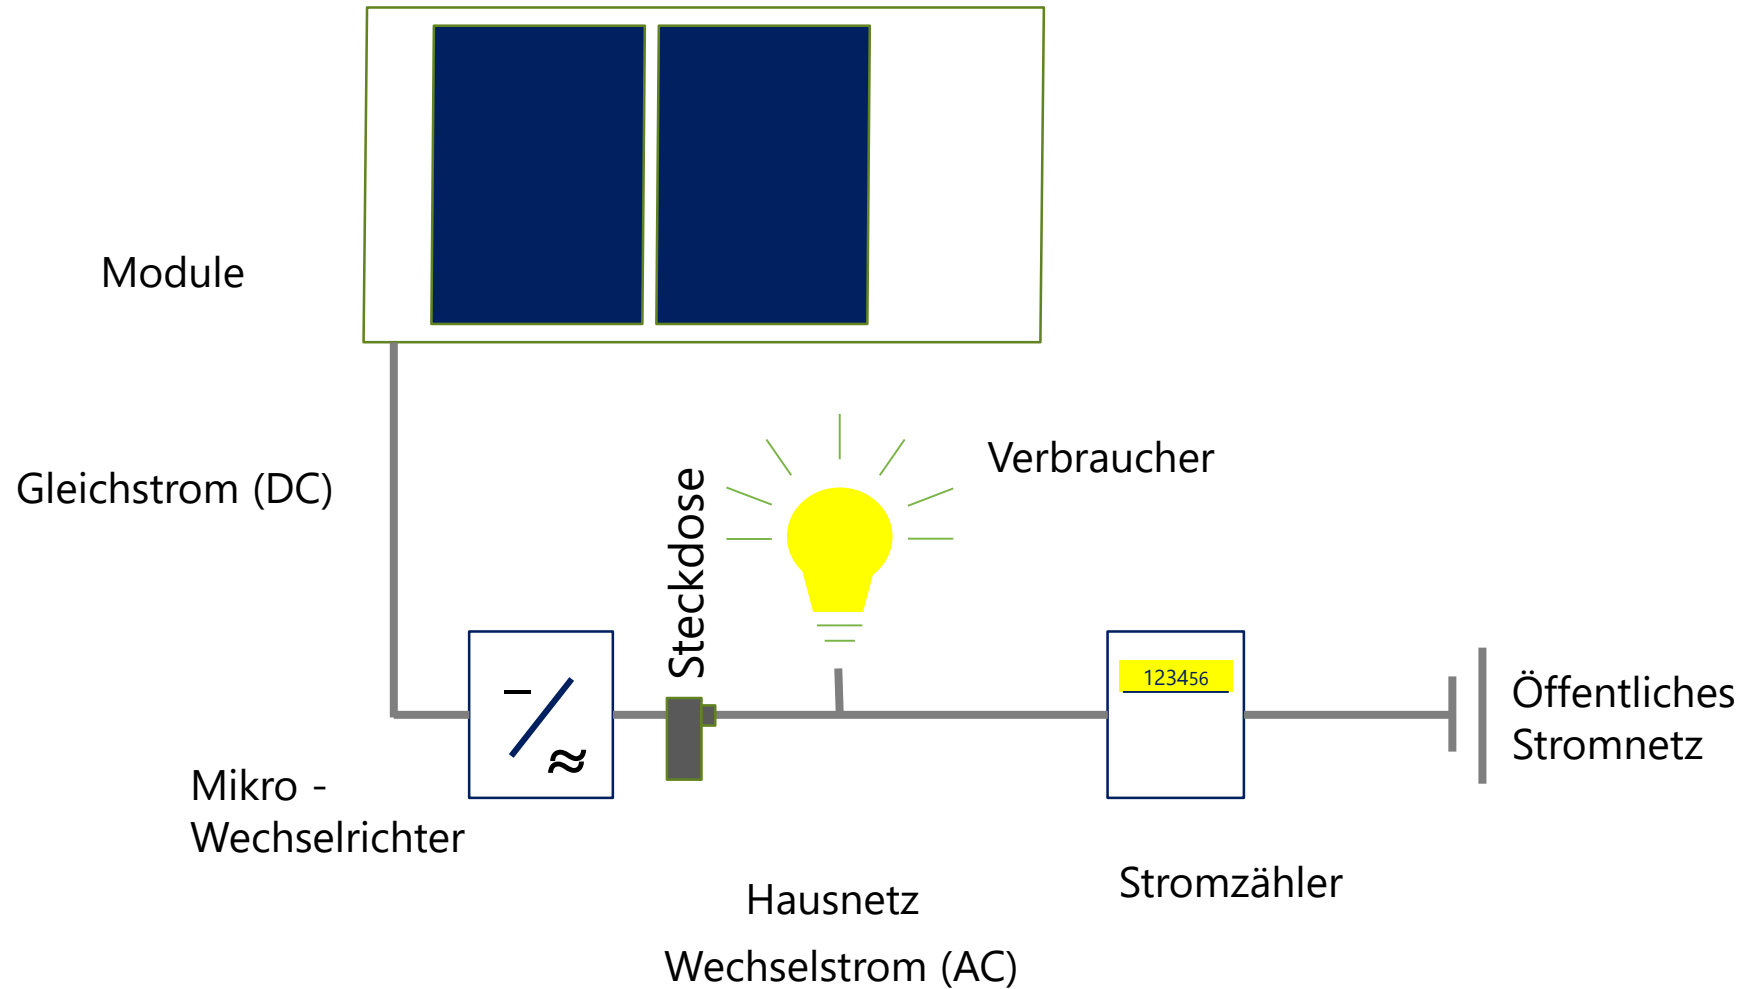 Module
Gleichstrom (DC)
Steckdose
Verbraucher
123456
Öffentliches
Stromnetz
Mikro -
Wechselrichter
Stromzähler
Hausnetz
Wechselstrom (AC)